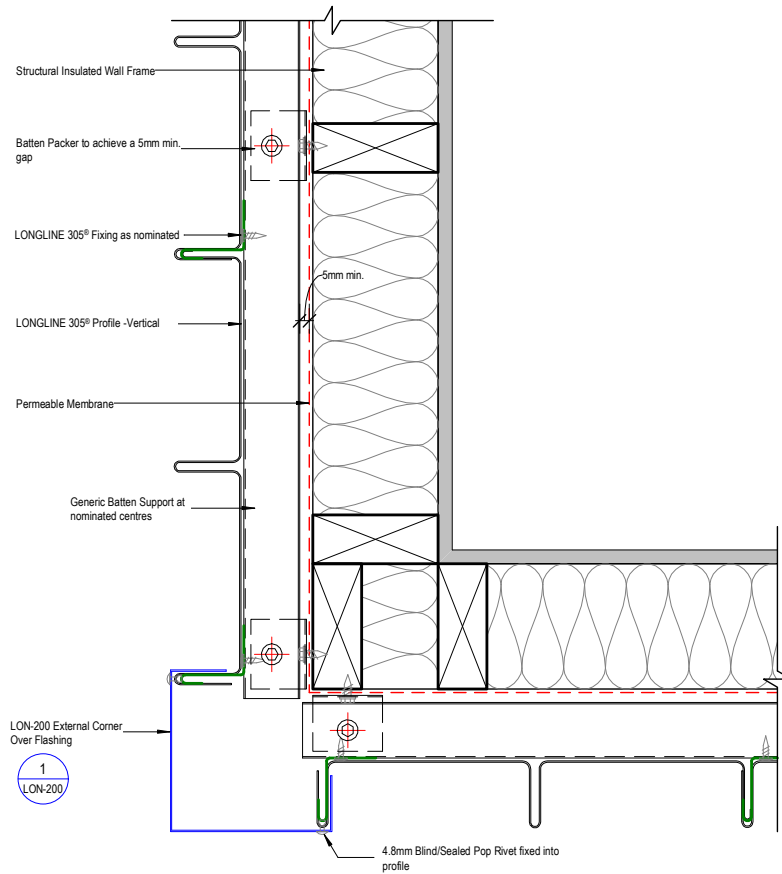 Structural Insulated Wall Frame
Batten Packer to achieve a 5mm min.
gap
LONGLINE 305® Fixing as nominated
5mm min.
LONGLINE 305® Profile -Vertical
Permeable Membrane
Generic Batten Support at
nominated centres
LON-200 External Corner
Over Flashing
1
LON-200
4.8mm Blind/Sealed Pop Rivet fixed into
profile